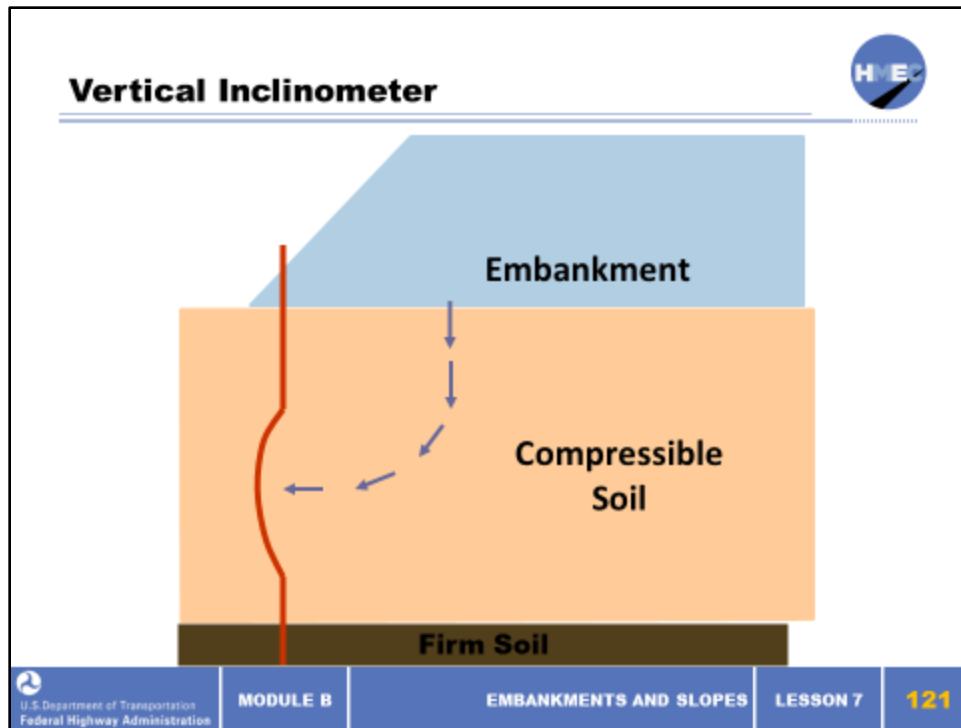 Vertical Inclinometer
HMEC
Embankment
Compressible
Soil
Firm Soil
U.S.Department of Transportation
Federal Highway Administration
MODULE B
EMBANKMENTS AND SLOPES
LESSON 7
121